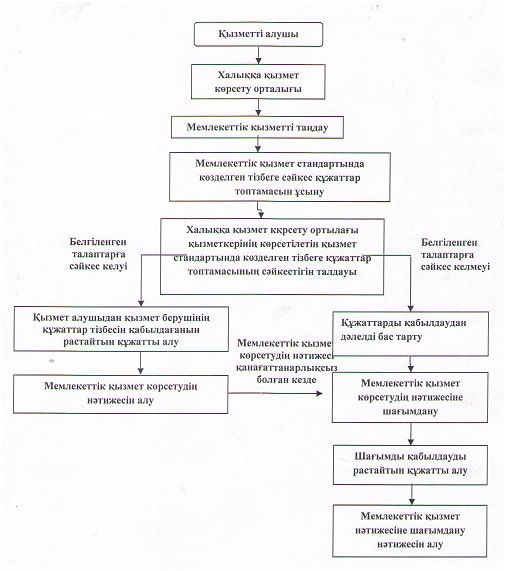 Қызметті алушы
Халыққа қызмет
көрсету орталығы
Мемлекеттік қызметті таңдау
Мемлекеттік қызмет стандартында
көзделген тізбеге сәйкес құжаттар
топтамасын ұсыну
Халыққа қызмет кқрсету ортылағы
қызметкерінің көрсетілетін қызмет
стандартында көзделген тізбеге құжаттар
топтамасының сәйкестігін талдауы
Белгіленген
талаптарға
сәйкес келуі
Белгіленген
талаптарға
сәйкес келмеуі
Қызмет алушыдан қызмет берушінің
құжаттар тізбесін қабылдағанын
растайтын құжатты алу
Құжаттарды қабылдаудан
дәлелді бас тарту
Мемлекеттік қызмет
көрсетудің нәтижесі
қанағаттанарлықсыз
болған кезде
Мемлекеттік қызмет көрсетудің
нәтижесін алу
Мемлекеттік қызмет
көрсетудің нәтижесіне
шағымдану
Шағымды қабылдауды
растайтын құжатты алу
Мемлекеттік қызмет
нәтижесіне шағымдану
нәтижесін алу